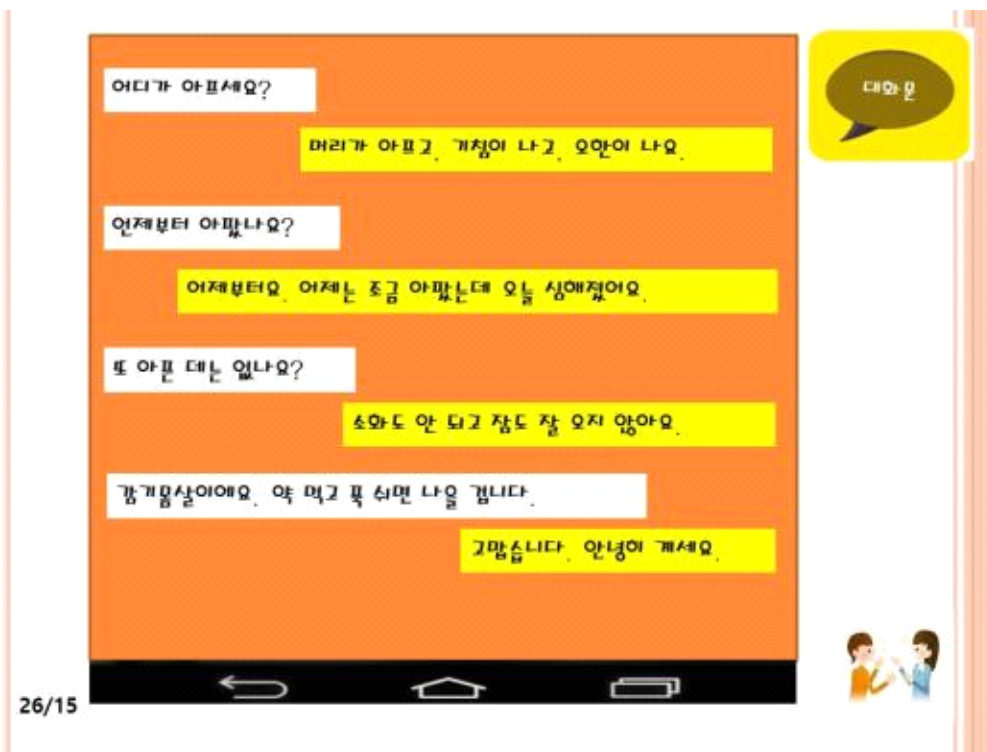 대화문
어디가 아프세요?
머리가 아프고, 기침이 나고, 오한이 나요.
언제부터 아팠나요?
어제부터요. 어제는 조금 아팠는데 오늘 심해졌어요.
또 아픈 데는 없나요?
소화도 안 되고 잠도 잘 오지 않아요.
감기몸살이에요. 약 먹고 푹 쉬면 나을 겁니다.
고맙습니다. 안녕히 계세요.
26/15